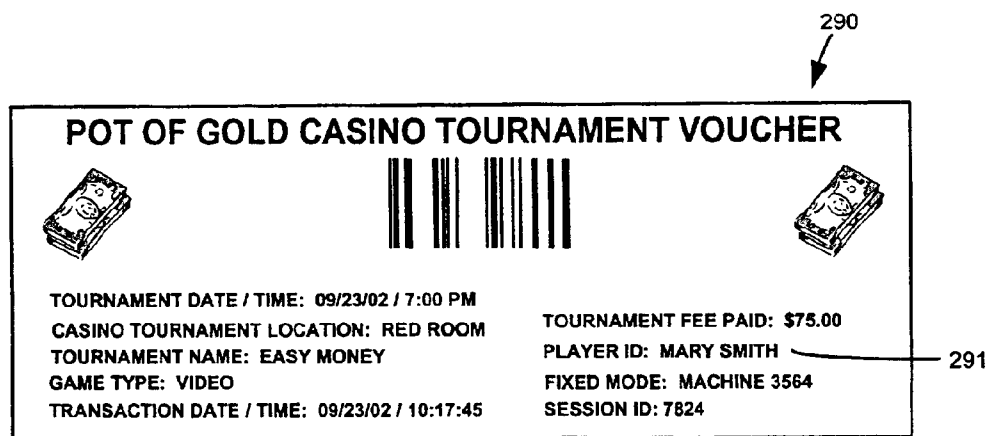 290
POT OF GOLD CASINO TOURNAMENT VOUCHER
TOURNAMENT DATE / TIME: 09/23/02 / 7:00 PM
CASINO TOURNAMENT LOCATION: RED ROOM
TOURNAMENT NAME: EASY MONEY
GAME TYPE: VIDEO
TRANSACTION DATE / TIME: 09/23/02 / 10:17:45
TOURNAMENT FEE PAID: $75.00
PLAYER ID: MARY SMITH
291
FIXED MODE: MACHINE 3564
SESSION ID: 7824